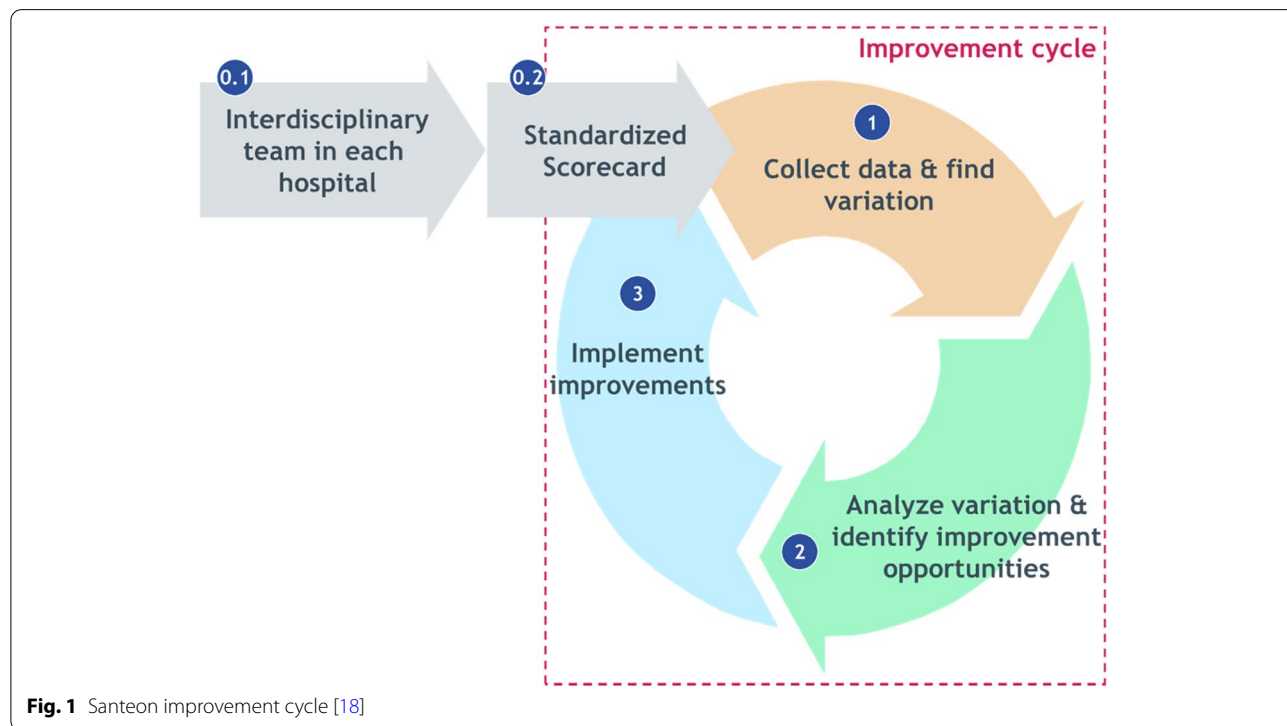 Improvement cycle
0.1
Interdisciplinary
team in each
hospital
0.2
Standardized
Scorecard
1
Collect data & find
variation
2
Analyze variation &
identify improvement
opportunities
3
Implement
improvements
Fig. 1 Santeon improvement cycle [18]